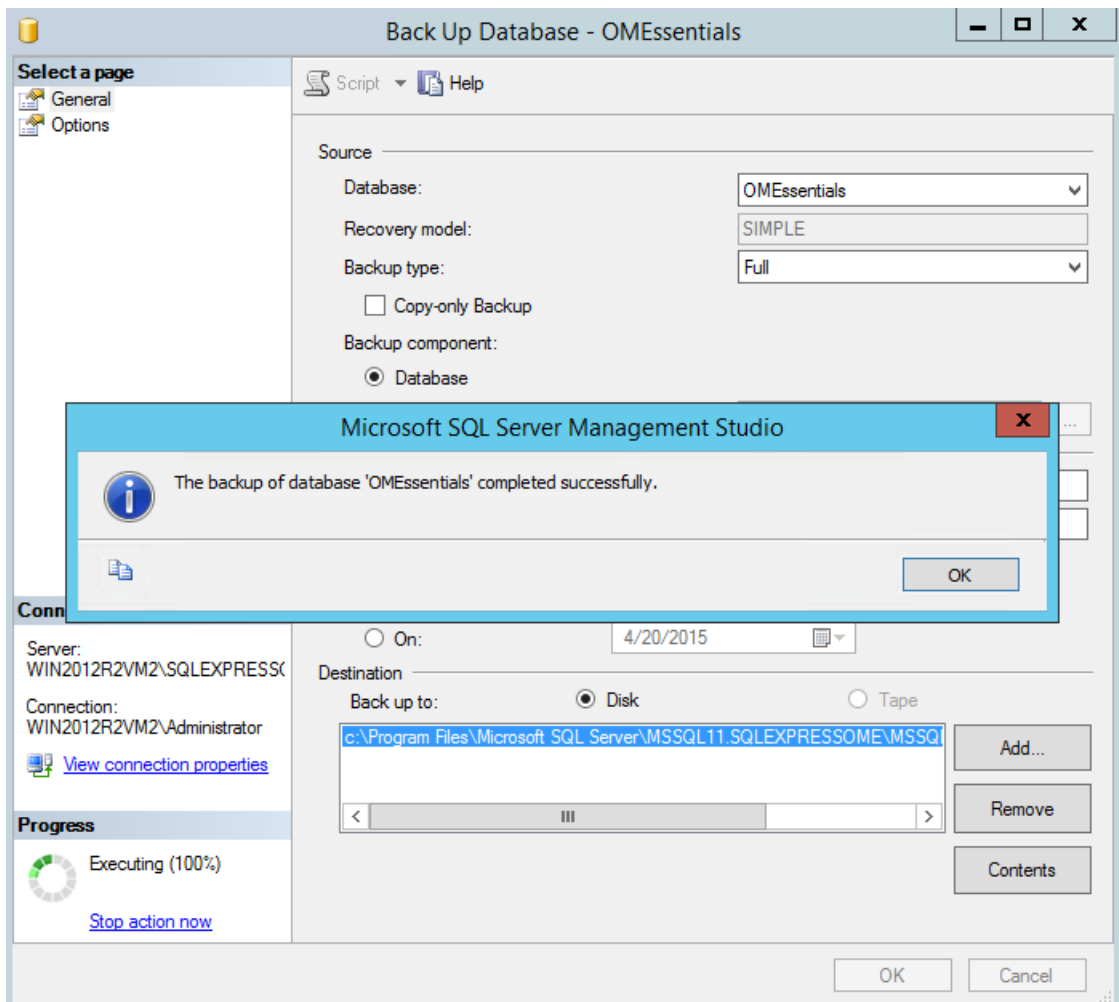 Back Up Database - OMEssentials
Select a page
General
Options
Script
Help
Source
Database:
OMEssentials
Recovery model:
SIMPLE
Backup type:
Full
Copy-only Backup
Backup component:
Database
...
Microsoft SQL Server Management Studio
The backup of database 'OMEssentials' completed successfully.
OK
Conn
Server:
WIN2012R2VM2\SQLEXPRESS(
Connection:
WIN2012R2VM2\Administrator
View connection properties
Progress
Executing (100%)
Stop action now
On:
4/20/2015
Destination
Back up to:
Disk
Tape
c:\Program Files\Microsoft SQL Server\MSSQL11.SQLEXPRESSOME\MSSQL
Add...
Remove
Contents
OK
Cancel